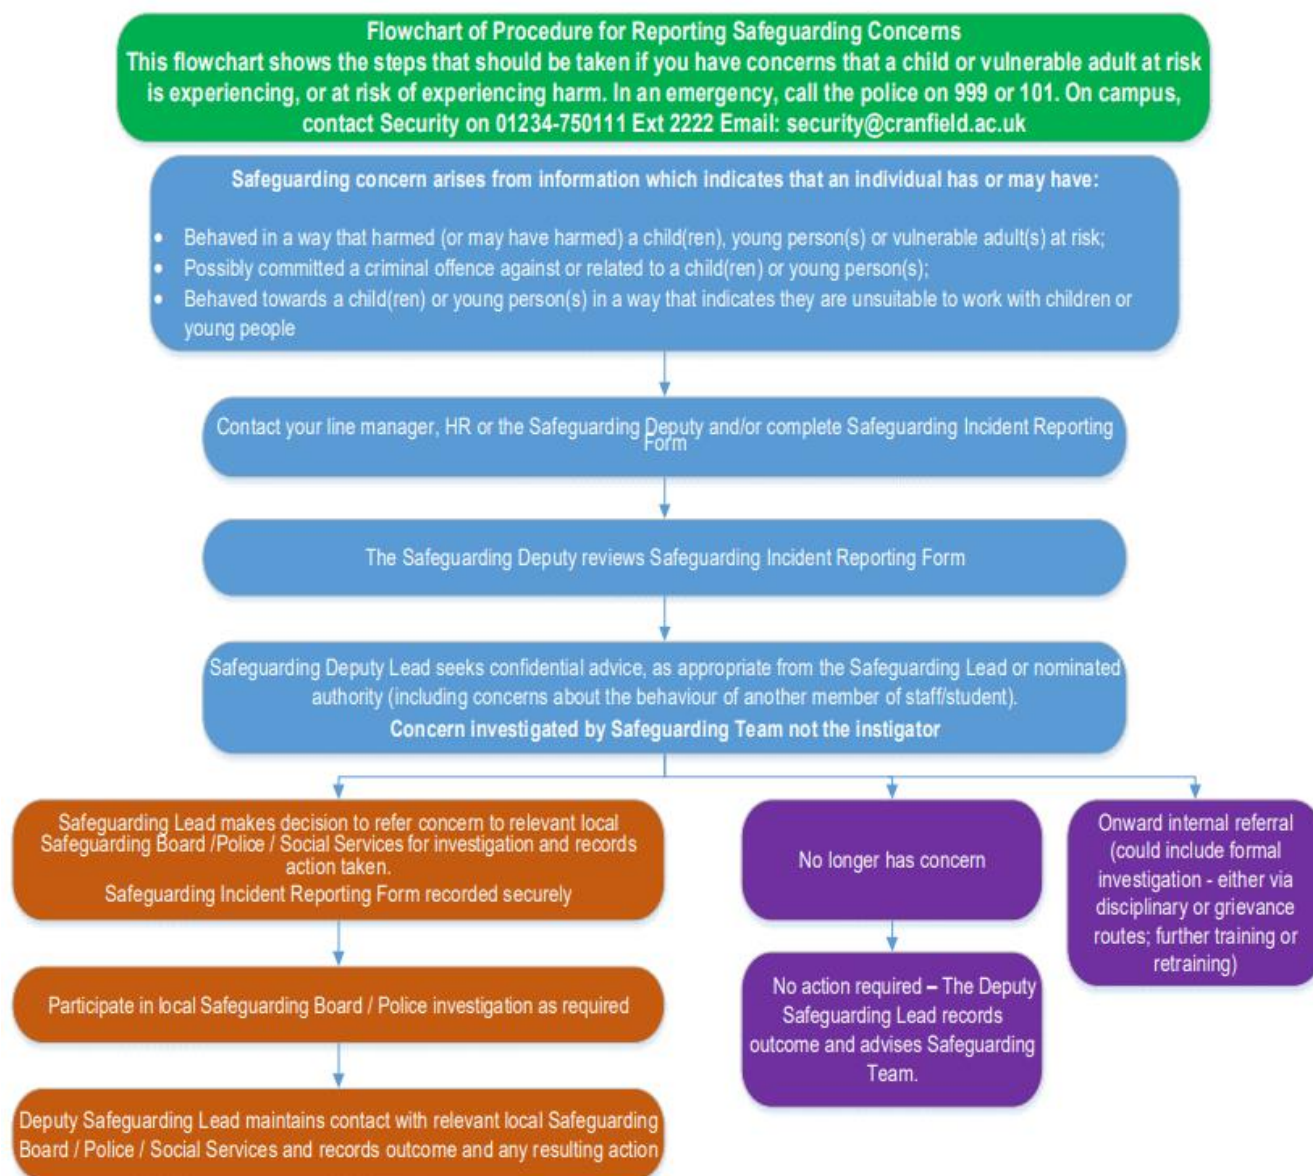 Flowchart of Procedure for Reporting Safeguarding Concerns
This flowchart shows the steps that should be taken if you have concerns that a child or vulnerable adult at risk
is experiencing, or at risk of experiencing harm. In an emergency, call the police on 999 or 101. On campus,
contact Security on 01234-750111 Ext 2222 Email: security@cranfield.ac.uk
Safeguarding concern arises from information which indicates that an individual has or may have:
• Behaved in a way that harmed (or may have harmed) a child(ren), young person(s) or vulnerable adult(s) at risk;
• Possibly committed a criminal offence against or related to a child(ren) or young person(s);
• Behaved towards a child(ren) or young person(s) in a way that indicates they are unsuitable to work with children or
young people
Contact your line manager, HR or the Safeguarding Deputy and/or complete Safeguarding Incident Reporting
Form
The Safeguarding Deputy reviews Safeguarding Incident Reporting Form
Safeguarding Deputy Lead seeks confidential advice, as appropriate from the Safeguarding Lead or nominated
authority (including concerns about the behaviour of another member of staff/student).
Concern investigated by Safeguarding Team not the instigator
Safeguarding Lead makes decision to refer concern to relevant local
Safeguarding Board /Police / Social Services for investigation and records
action taken.
Safeguarding Incident Reporting Form recorded securely
Participate in local Safeguarding Board / Police investigation as required
Deputy Safeguarding Lead maintains contact with relevant local Safeguarding
Board / Police / Social Services and records outcome and any resulting action
No longer has concern
No action required – The Deputy
Safeguarding Lead records
outcome and advises Safeguarding
Team.
Onward internal referral
(could include formal
investigation - either via
disciplinary or grievance
routes; further training or
retraining)